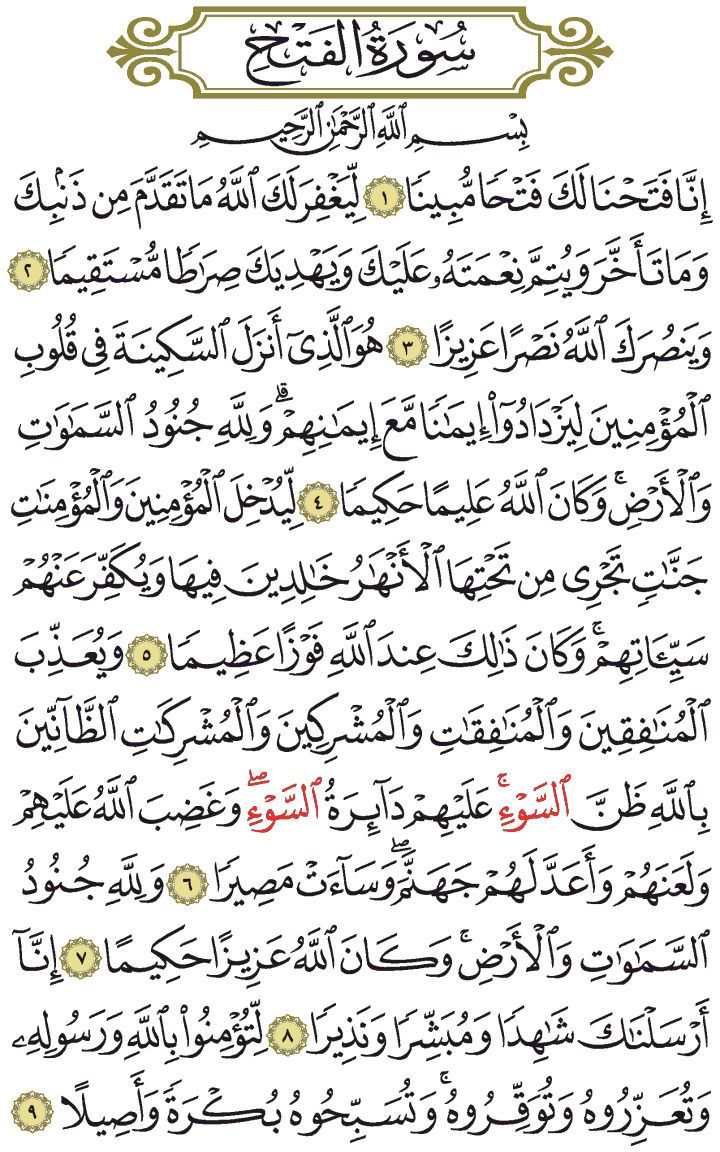 سُورَةُ الفَتْحِ
بِسْمِ ٱللَّهِ ٱلرَّحْمَٰنِ ٱلرَّحِيمِ
إِنَّا فَتَحْنَا لَكَ فَتْحًا مُّبِينًا ١ لِّيَغْفِرَ لَكَ ٱللَّهُ مَا تَقَدَّمَ مِن ذَنۢبِكَ
وَمَا تَأَخَّرَ وَيُتِمَّ نِعْمَتَهُۥ عَلَيْكَ وَيَهْدِيَكَ صِرَٰطًا مُّسْتَقِيمًا ٢
وَيَنصُرَكَ ٱللَّهُ نَصْرًا عَزِيزًا ٣ هُوَ ٱلَّذِىٓ أَنزَلَ ٱلسَّكِينَةَ فِى قُلُوبِ
ٱلْمُؤْمِنِينَ لِيَزْدَادُوٓا۟ إِيمَٰنًا مَّعَ إِيمَٰنِهِمْ ۗ وَلِلَّهِ جُنُودُ ٱلسَّمَٰوَٰتِ
وَٱلْأَرْضِ ۚ وَكَانَ ٱللَّهُ عَلِيمًا حَكِيمًا ٤ لِّيُدْخِلَ ٱلْمُؤْمِنِينَ وَٱلْمُؤْمِنَٰتِ
جَنَّٰتٍ تَجْرِى مِن تَحْتِهَا ٱلْأَنْهَٰرُ خَٰلِدِينَ فِيهَا وَيُكَفِّرَ عَنْهُمْ
سَيِّـَٔاتِهِمْ ۚ وَكَانَ ذَٰلِكَ عِندَ ٱللَّهِ فَوْزًا عَظِيمًا ٥ وَيُعَذِّبَ
ٱلْمُنَٰفِقِينَ وَٱلْمُنَٰفِقَٰتِ وَٱلْمُشْرِكِينَ وَٱلْمُشْرِكَٰتِ ٱلظَّآنِّينَ
بِٱللَّهِ ظَنَّ ٱلسَّوْءِ ۚ عَلَيْهِمْ دَآئِرَةُ ٱلسَّوْءِ ۖ وَغَضِبَ ٱللَّهُ عَلَيْهِمْ
وَلَعَنَهُمْ وَأَعَدَّ لَهُمْ جَهَنَّمَ ۖ وَسَآءَتْ مَصِيرًا ٦ وَلِلَّهِ جُنُودُ
ٱلسَّمَٰوَٰتِ وَٱلْأَرْضِ ۚ وَكَانَ ٱللَّهُ عَزِيزًا حَكِيمًا ٧ إِنَّآ
أَرْسَلْنَٰكَ شَٰهِدًا وَمُبَشِّرًا وَنَذِيرًا ٨ لِّتُؤْمِنُوا۟ بِٱللَّهِ وَرَسُولِهِۦ
وَتُعَزِّرُوهُ وَتُوَقِّرُوهُ ۚ وَتُسَبِّحُوهُ بُكْرَةً وَأَصِيلًا ٩